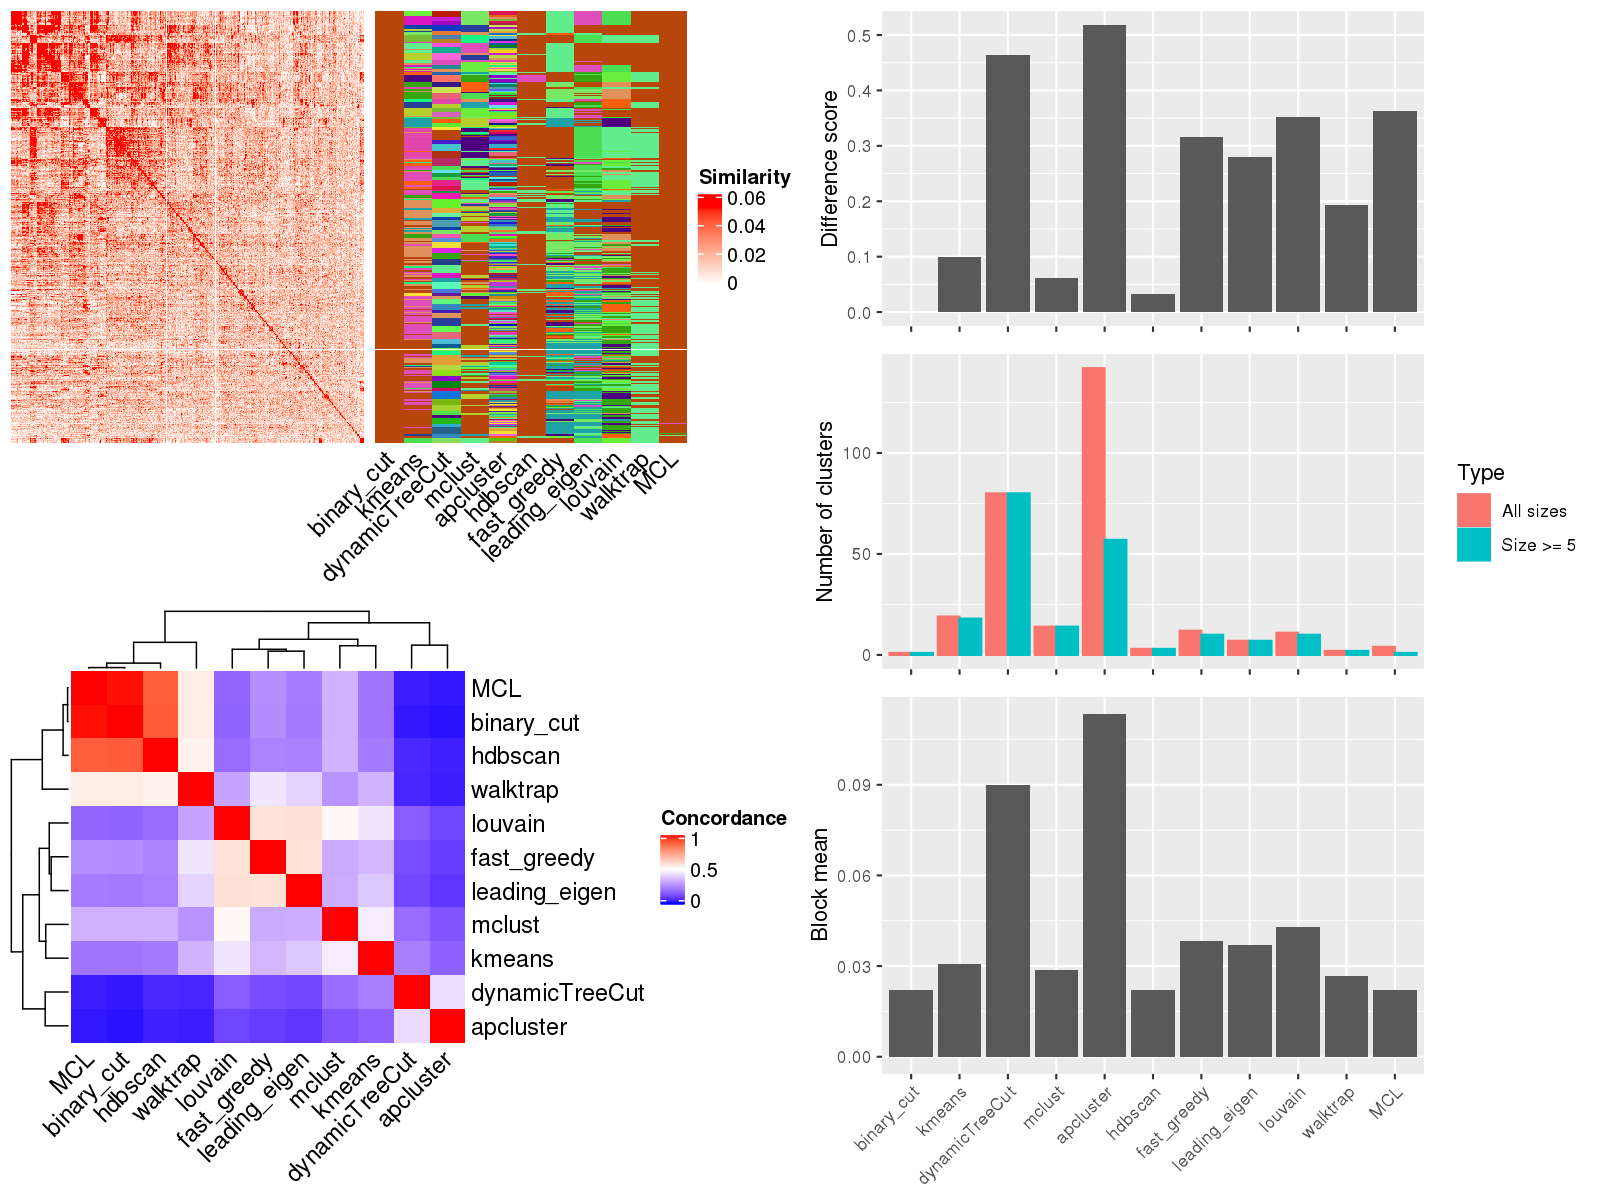 Similarity
0.06
0.04
0.02
0
binary_cut
kmeans
dynamicTreeCut
mclust
apcluster
hdbscan
fast_greedy
leading_eigen
louvain
walktrap
MCL
MCL
binary_cut
hdbscan
walktrap
louvain
fast_greedy
leading_eigen
mclust
kmeans
dynamicTreeCut
apcluster
Concordance
1
0.5
0
MCL
binary_cut
hdbscan
walktrap
louvain
fast_greedy
leading_eigen
mclust
kmeans
dynamicTreeCut
apcluster
Difference score
0.5
0.4
0.3
0.2
0.1
0.0
Number of clusters
100
50
0
Type
All sizes
Size >= 5
Block mean
0.09
0.06
0.03
0.00
binary_cut
kmeans
dynamicTreeCut
mclust
apcluster
hdbscan
fast_greedy
leading_eigen
louvain
walktrap
MCL